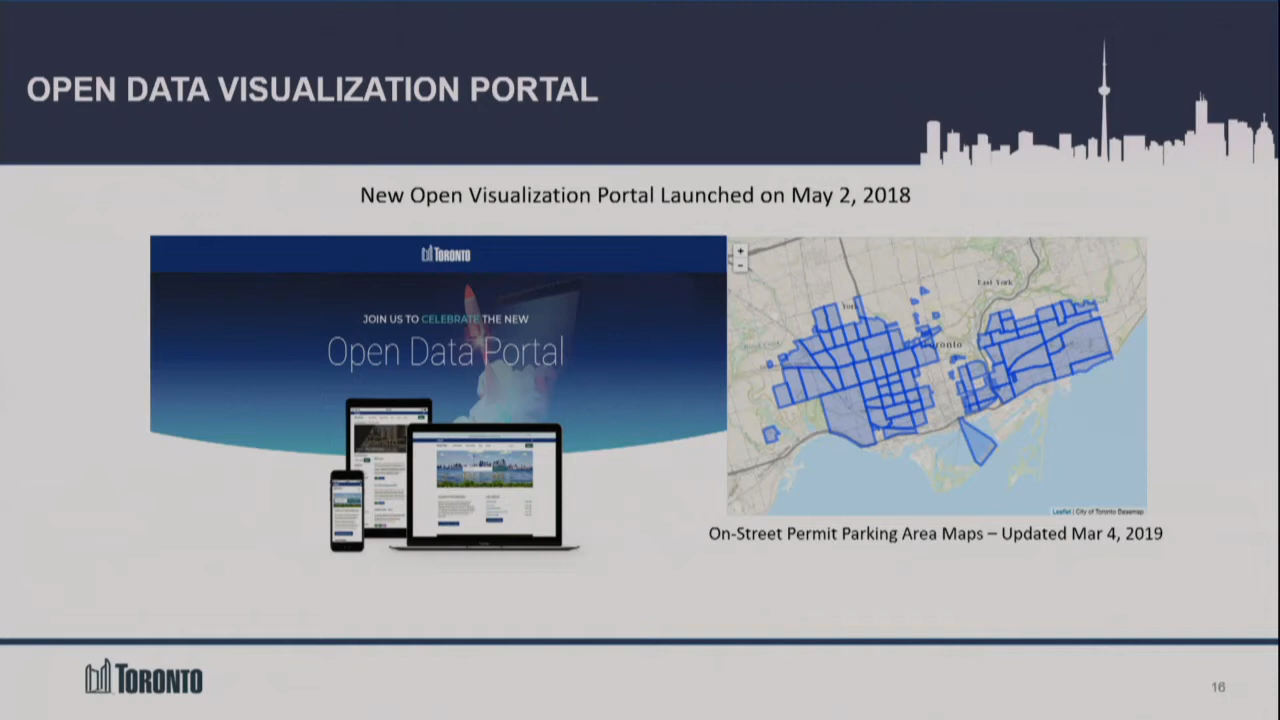 OPEN DATA VISUALIZATION PORTAL
New Open Visualization Portal Launched on May 2, 2018
TORONTO
JOIN US TO CELEBRATE THE NEW
Open Data Portal
+
−
East York
York
Toronto
Leaflet | City of Toronto Basemap
On-Street Permit Parking Area Maps – Updated Mar 4, 2019
TORONTO
16